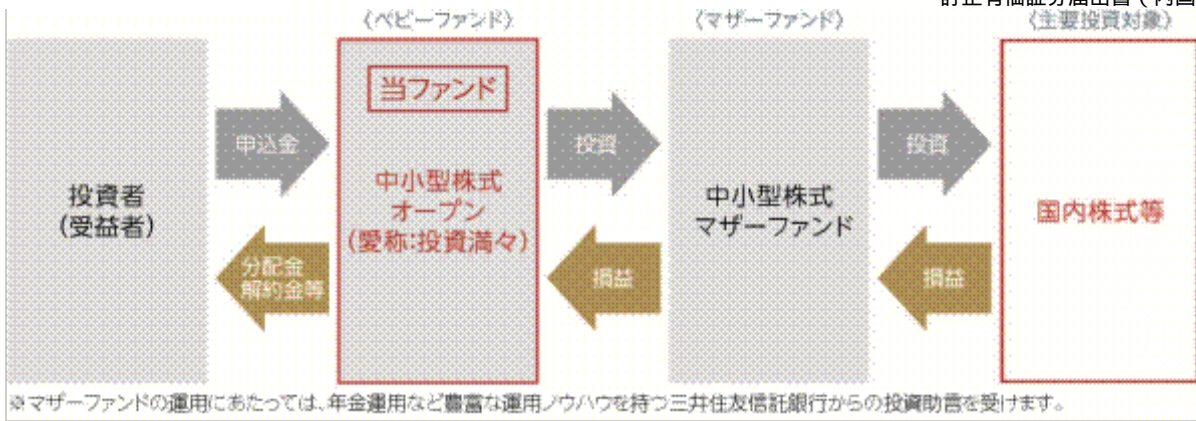 訂正有価証券届出書(内国
〈ベビーファンド〉
〈マザーファンド〉
〈主要投資対象〉
当ファンド
申込金
投資
投資
投資者
(受益者)
中小型株式
オープン
(愛称:投資満々)
中小型株式
マザーファンド
国内株式等
分配金
解約金等
損益
損益
※マザーファンドの運用にあたっては、年金運用など豊富な運用ノウハウを持つ三井住友信託銀行からの投資助言を受けます。